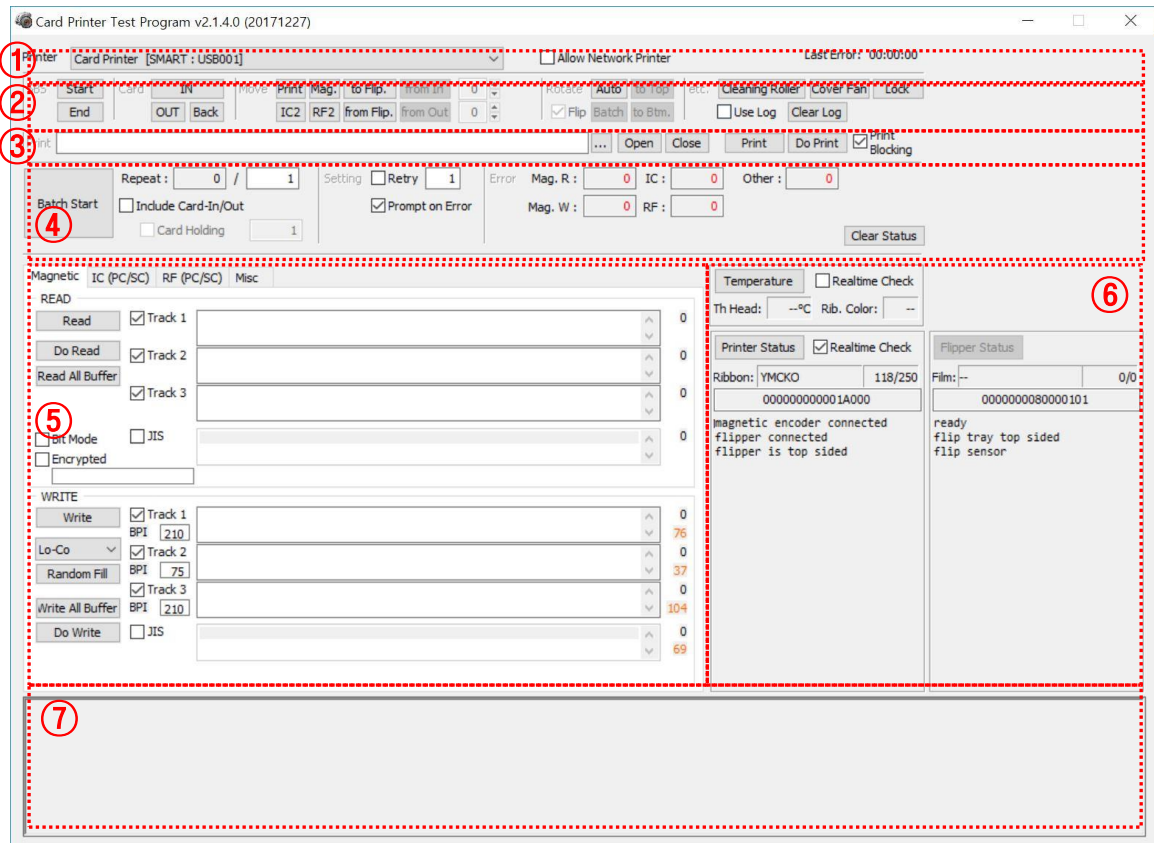 Card Printer Test Program v2.1.4.0 (20171227)
① Printer Card Printer [SMART : USB001] Allow Network Printer Last Error: 00:00:00
② SBS Start Card IN Move Print Mag. to Flip. from In 0 Rotate Auto to Top etc. Cleaning Roller Cover Fan Lock
End OUT Back IC2 RF2 from Flip. from Out 0 Flip Batch to Btm. Use Log Clear Log
③ Print ... Open Close Print Do Print Print Blocking
④ Batch Start Repeat : 0 / 1 Setting Retry 1 Error Mag. R : 0 IC : 0 Other : 0
Include Card-In/Out Prompt on Error Mag. W : 0 RF : 0
Card Holding 1 Clear Status
Magnetic IC (PC/SC) RF (PC/SC) Misc
⑤ READ
Read Track 1 0
Do Read Track 2 0
Read All Buffer
Track 3 0
Bit Mode JIS 0
Encrypted
WRITE
Write Track 1 0
BPI 210 76
Lo-Co Track 2 0
Random Fill BPI 75 37
Track 3 0
Write All Buffer BPI 210 104
Do Write JIS 0
69
⑥ Temperature Realtime Check
Th Head: --°C Rib. Color: --
Printer Status Realtime Check
Ribbon: YMCKO 118/250
000000000001A000
magnetic encoder connected
flipper connected
flipper is top sided
Flipper Status
Film: -- 0/0
0000000080000101
ready
flip tray top sided
flip sensor
⑦